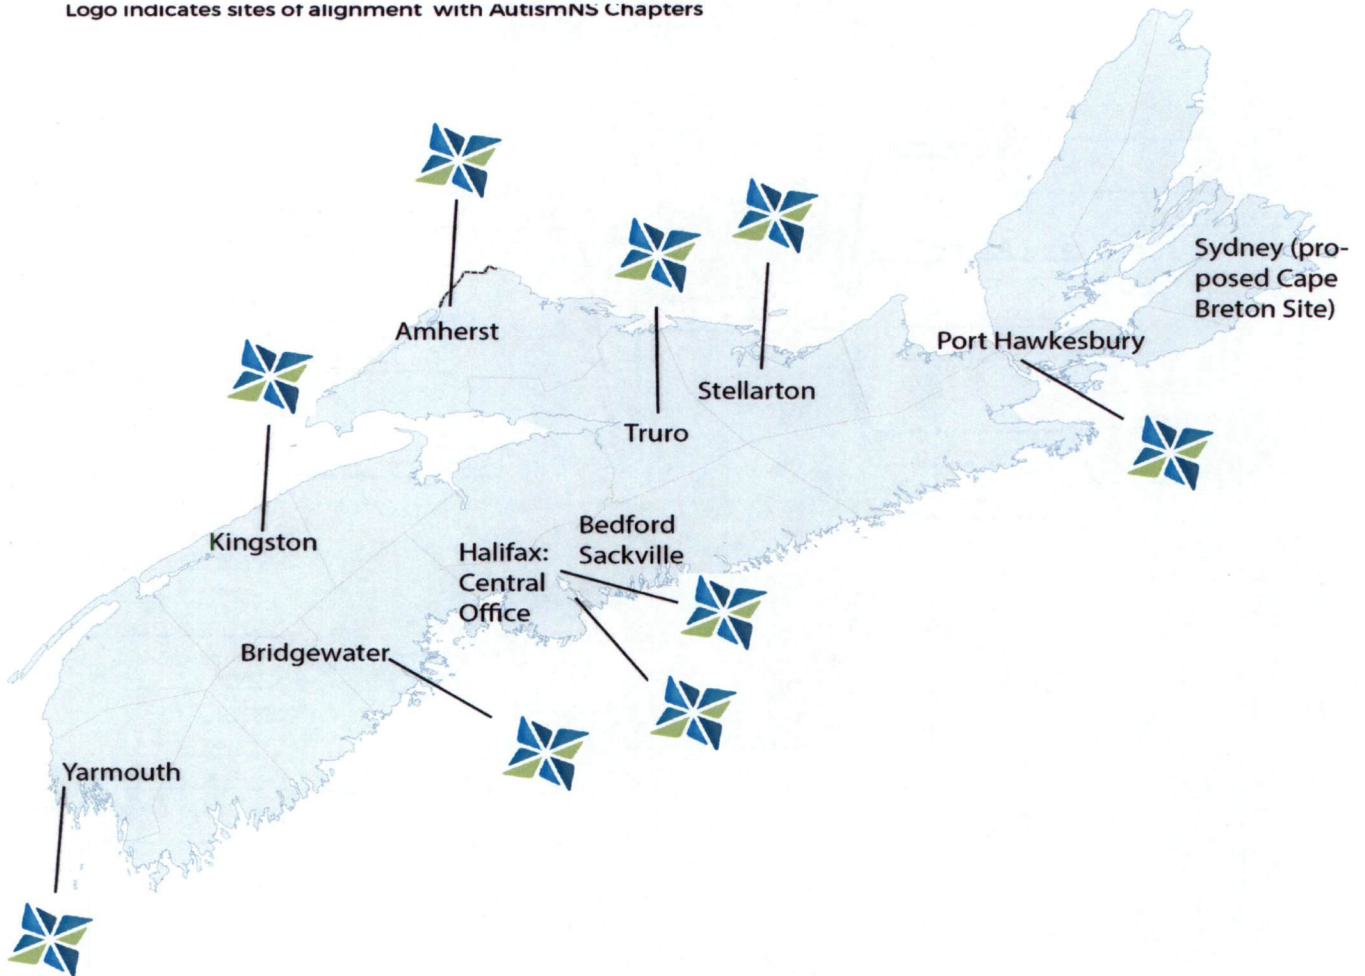 Logo indicates sites of alignment with AutismNS Chapters
Amherst
Sydney (pro-
posed Cape
Breton Site)
Port Hawkesbury
Stellarton
Truro
Kingston
Bedford
Sackville
Halifax:
Central
Office
Bridgewater
Yarmouth